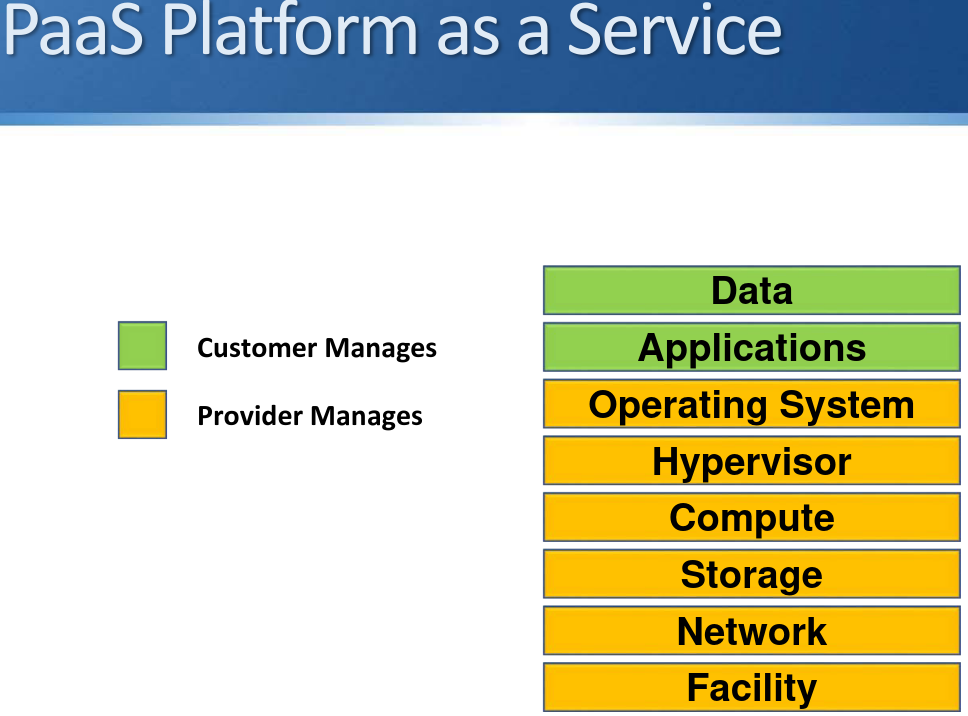 PaaS Platform as a Service
Customer Manages
Provider Manages
Data
Applications
Operating System
Hypervisor
Compute
Storage
Network
Facility